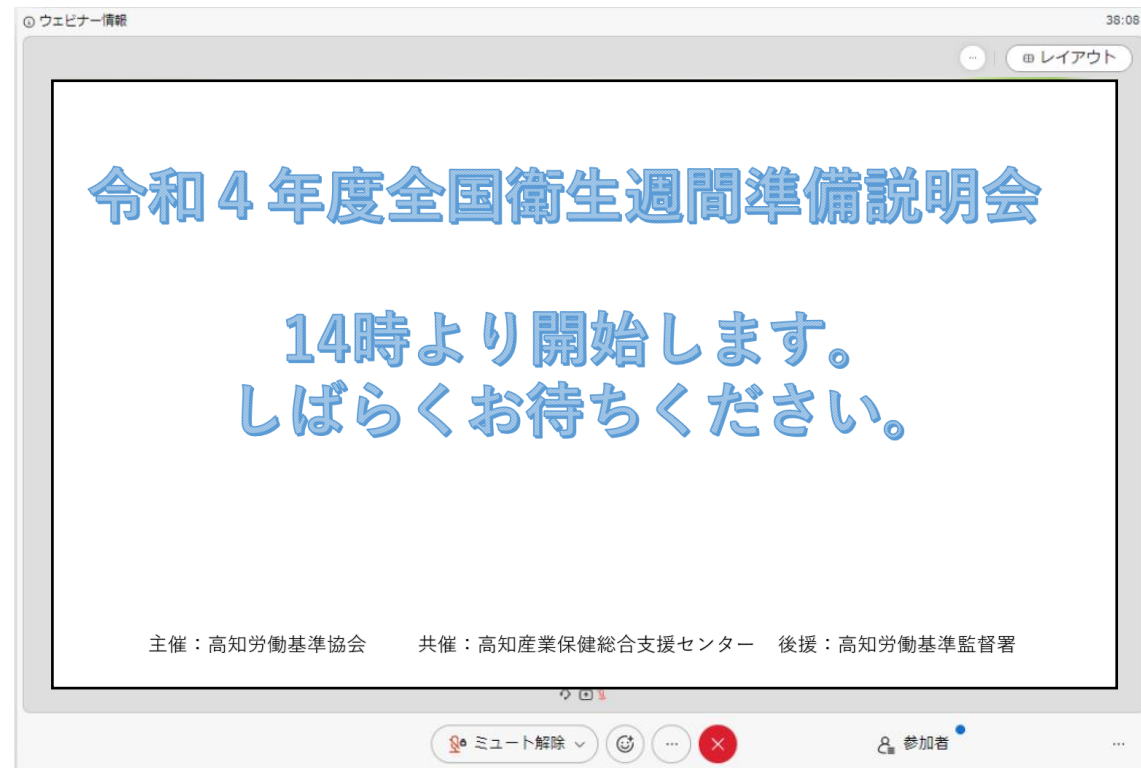 ウェビナー情報
38:08
レイアウト
令和４年度全国衛生週間準備説明会
14時より開始します。
しばらくお待ちください。
主催：高知労働基準協会　　共催：高知産業保健総合支援センター　後援：高知労働基準監督署
ミュート解除
参加者